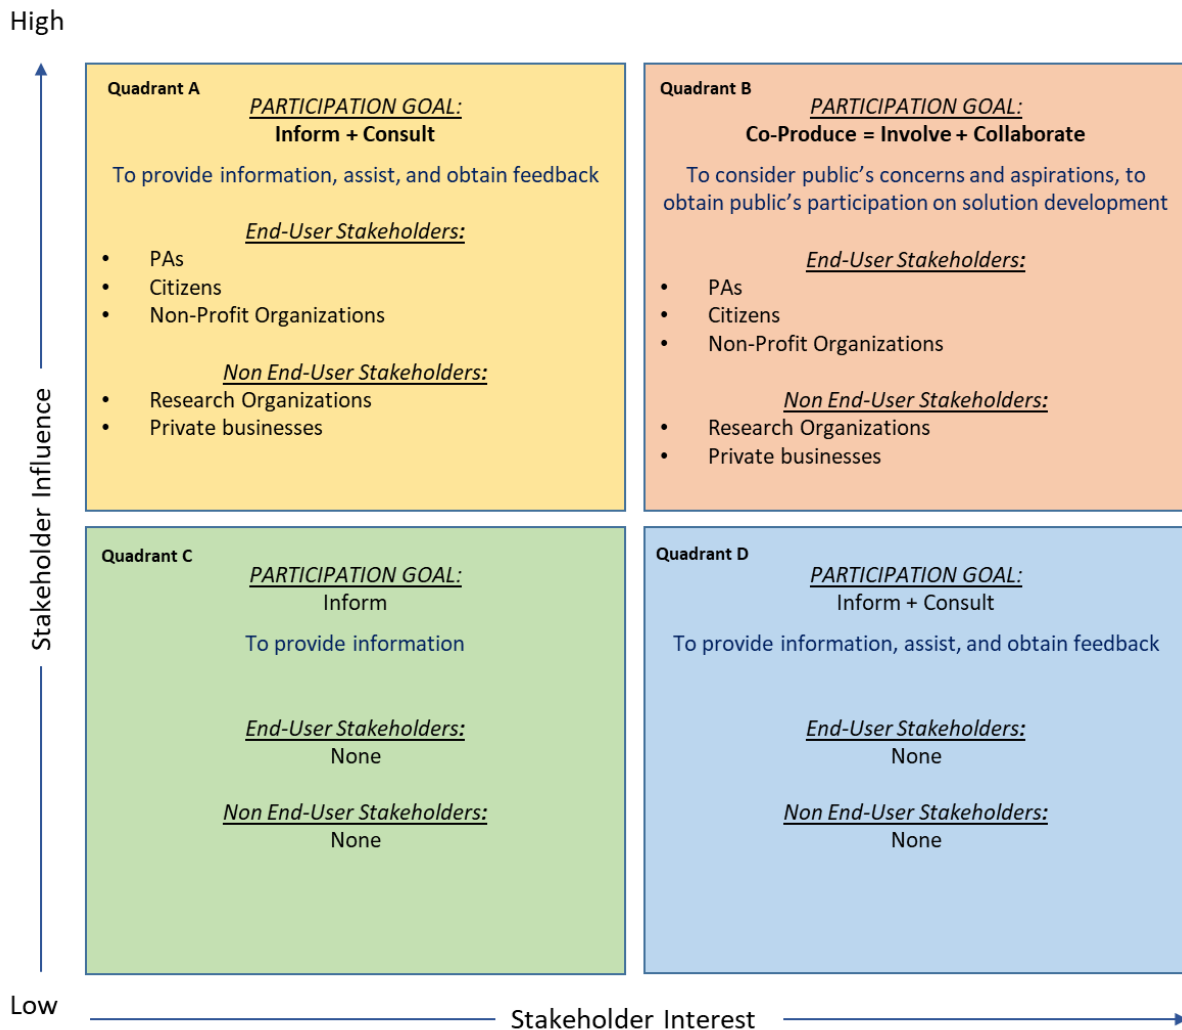 High
Quadrant A
PARTICIPATION GOAL:
Inform + Consult
To provide information, assist, and obtain feedback
End-User Stakeholders:
• PAs
• Citizens
• Non-Profit Organizations
Non End-User Stakeholders:
• Research Organizations
• Private businesses
Quadrant B
PARTICIPATION GOAL:
Co-Produce = Involve + Collaborate
To consider public's concerns and aspirations, to
obtain public's participation on solution development
End-User Stakeholders:
• PAs
• Citizens
• Non-Profit Organizations
Non End-User Stakeholders:
• Research Organizations
• Private businesses
Stakeholder Influence
Quadrant C
PARTICIPATION GOAL:
Inform
To provide information
End-User Stakeholders:
None
Non End-User Stakeholders:
None
Quadrant D
PARTICIPATION GOAL:
Inform + Consult
To provide information, assist, and obtain feedback
End-User Stakeholders:
None
Non End-User Stakeholders:
None
Low
Stakeholder Interest